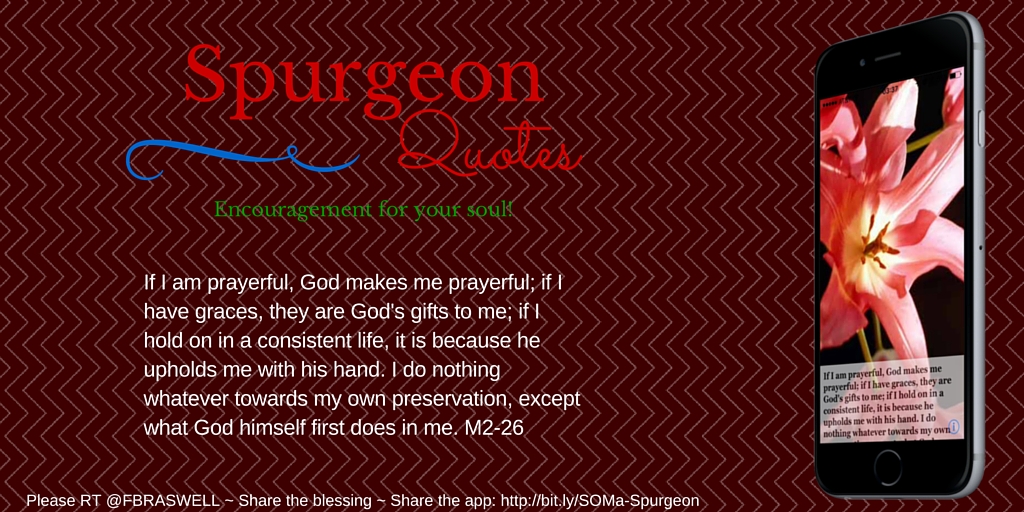 Spurgeon
Quotes
Encouragement for your soul!
If I am prayerful, God makes me prayerful; if I
have graces, they are God's gifts to me; if I
hold on in a consistent life, it is because he
upholds me with his hand. I do nothing
whatever towards my own preservation, except
what God himself first does in me. M2-26
If I am prayerful, God makes me
prayerful; if I have graces, they are
God's gifts to me; if I hold on in a
consistent life, it is because he
upholds me with his hand. I do
nothing whatever towards my own
Please RT @FBRASWELL ~ Share the blessing ~ Share the app: http://bit.ly/SOMa-Spurgeon